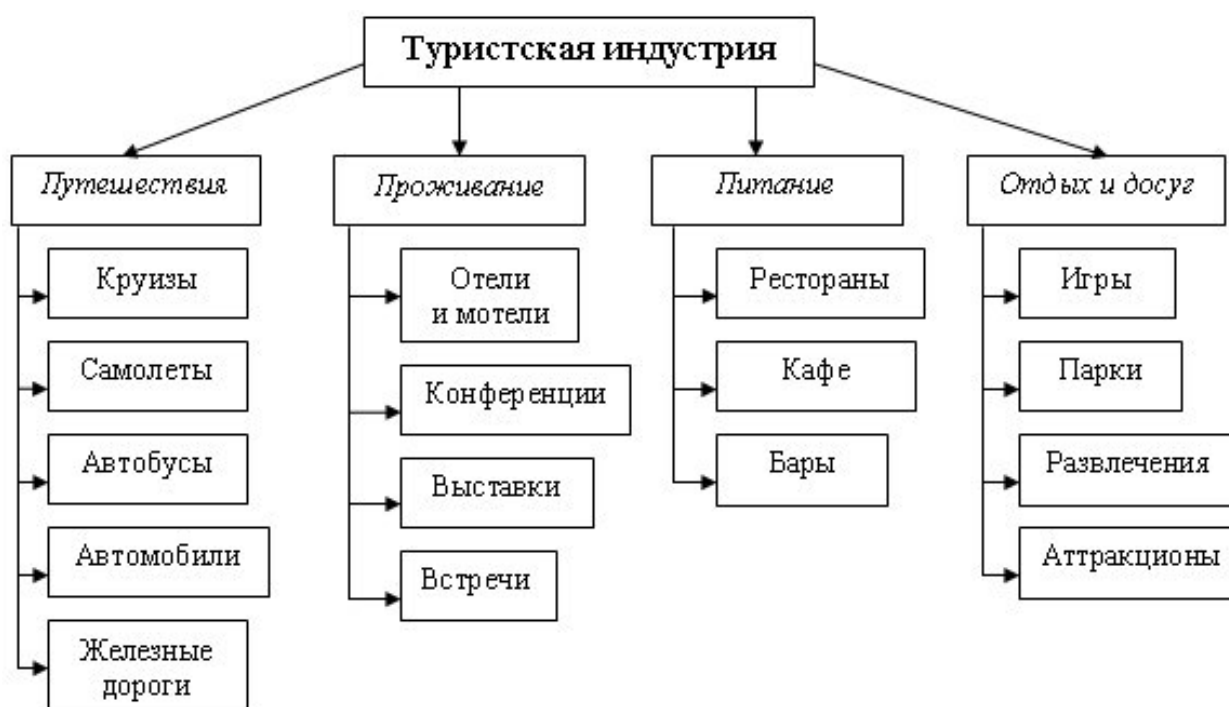 Туристская индустрия
Путешествия
Круизы
Самолеты
Автобусы
Автомобили
Железные
дороги
Проживание
Отели
и мотели
Конференции
Выставки
Встречи
Питание
Рестораны
Кафе
Бары
Отдых и досуг
Игры
Парки
Развлечения
Аттракционы